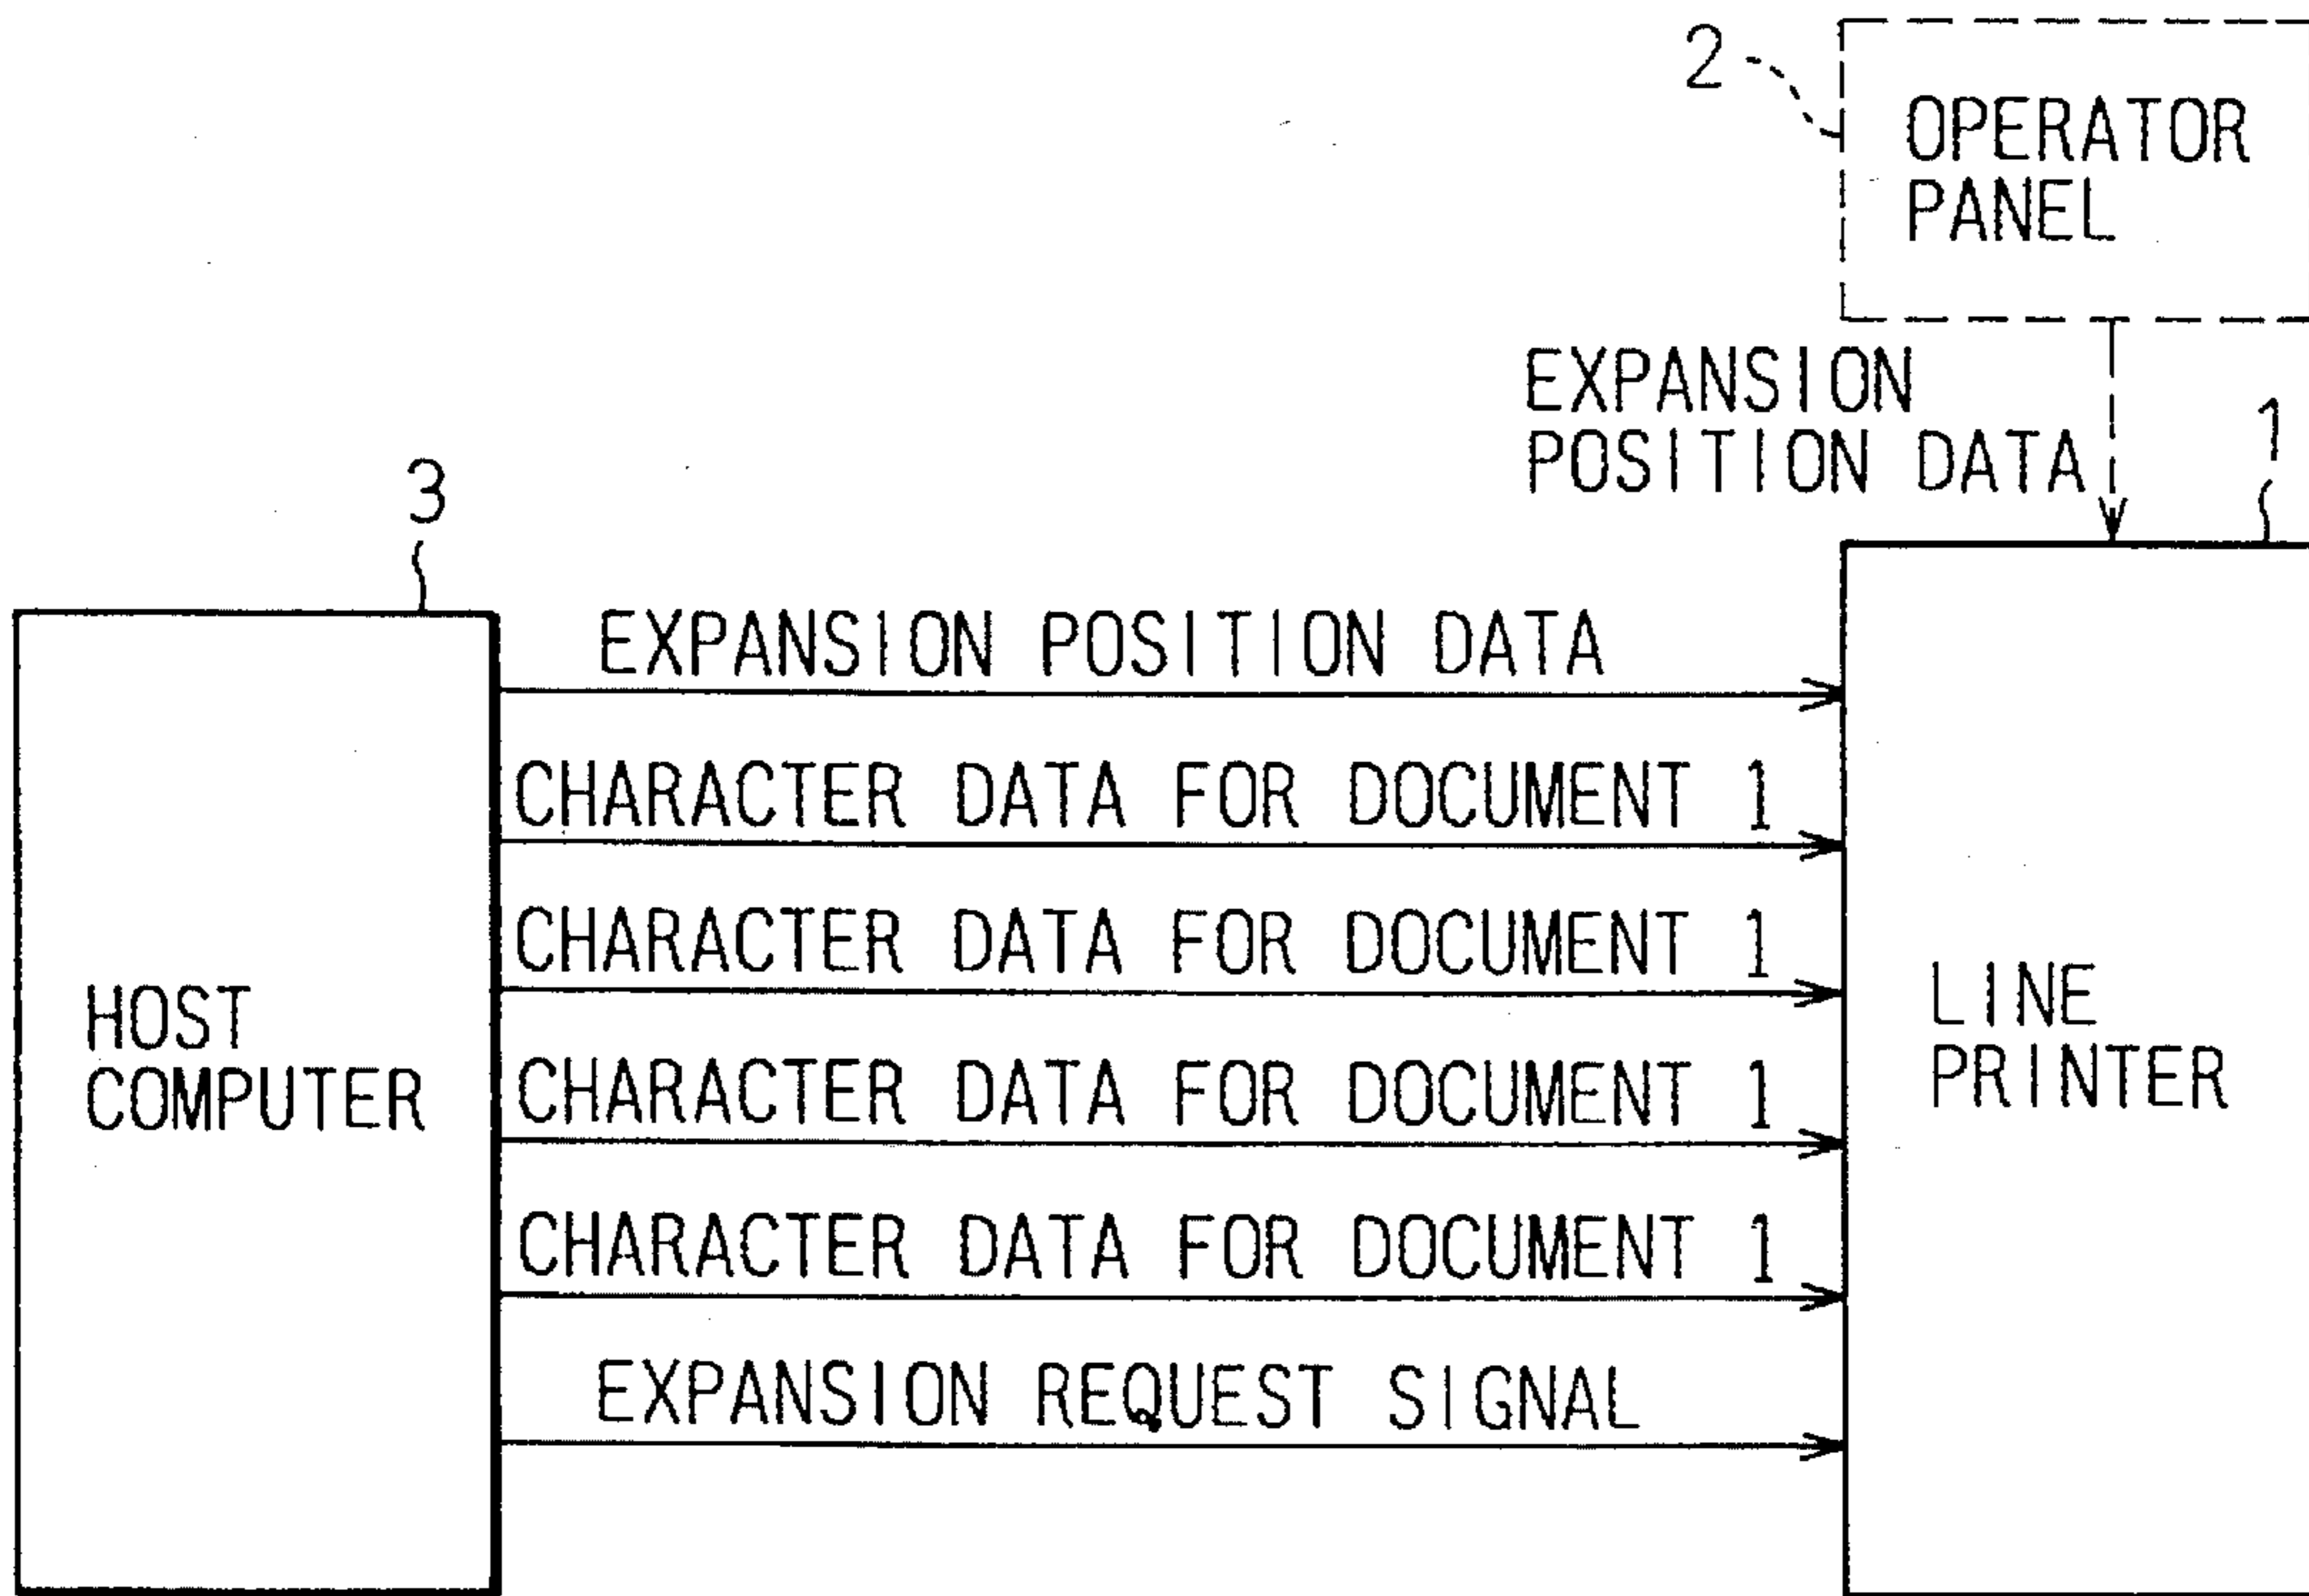 2
OPERATOR
PANEL
EXPANSION
POSITION DATA
1
3
EXPANSION POSITION DATA
CHARACTER DATA FOR DOCUMENT 1
CHARACTER DATA FOR DOCUMENT 1
CHARACTER DATA FOR DOCUMENT 1
CHARACTER DATA FOR DOCUMENT 1
EXPANSION REQUEST SIGNAL
HOST
COMPUTER
LINE
PRINTER